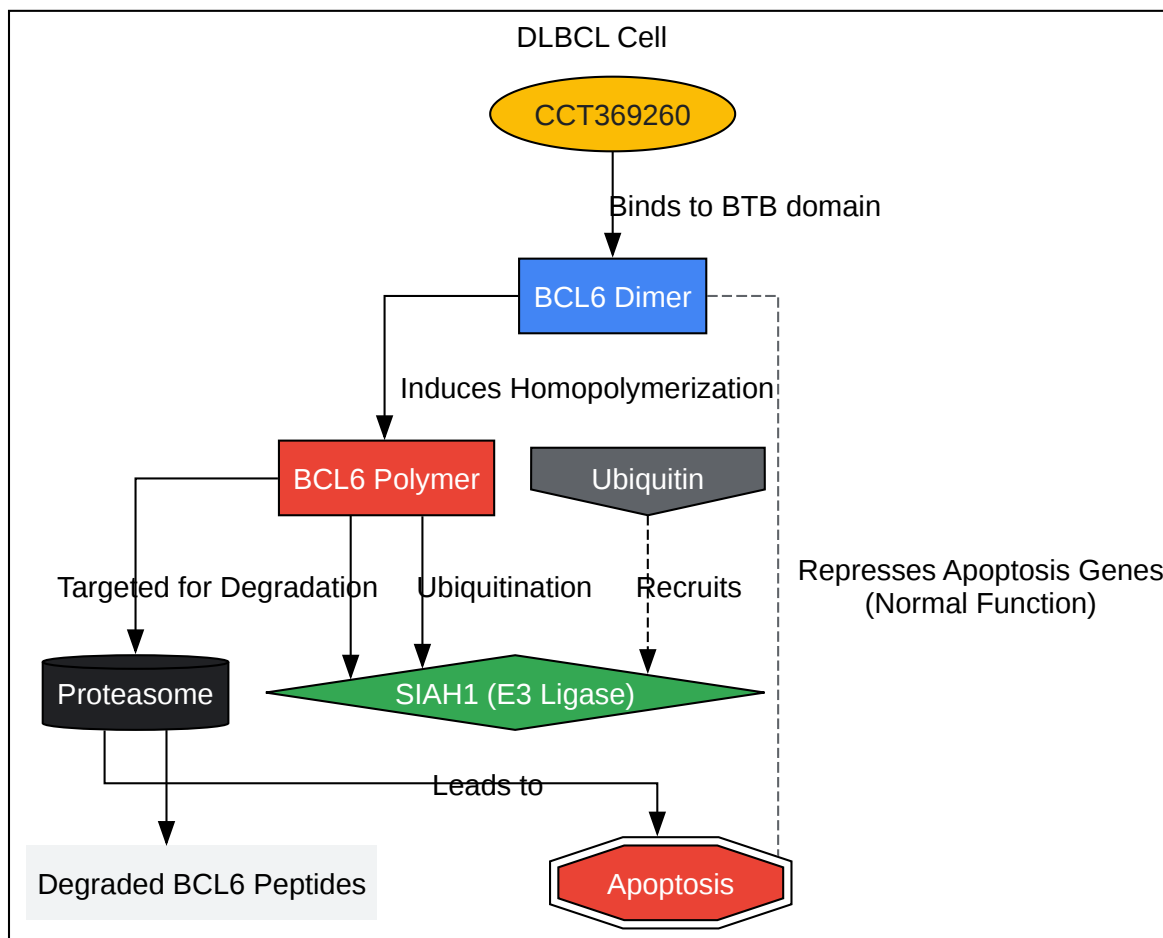 DLBCL Cell
CCT369260
Binds to BTB domain
BCL6 Dimer
Induces Homopolymerization
BCL6 Polymer
Ubiquitin
Targeted for Degradation
Ubiquitination
Recruits
Represses Apoptosis Genes
(Normal Function)
Proteasome
SIAH1 (E3 Ligase)
Leads to
Degraded BCL6 Peptides
Apoptosis